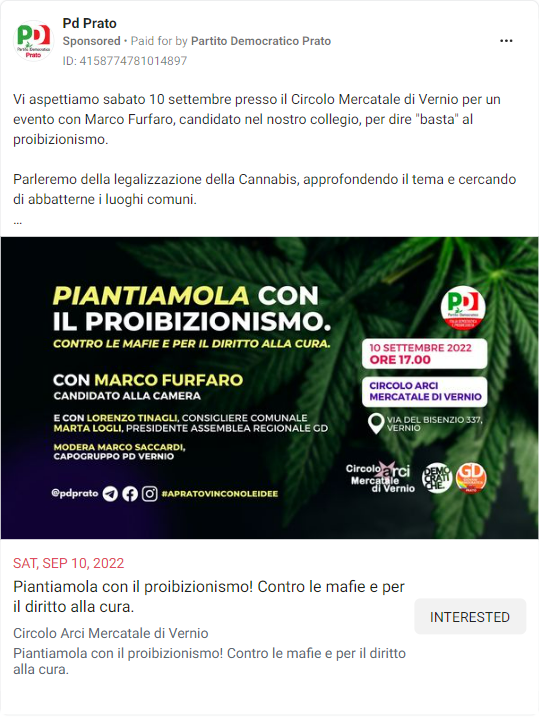 Pd Prato
Sponsored • Paid for by Partito Democratico Prato
ID: 4158774781014897
Vi aspettiamo sabato 10 settembre presso il Circolo Mercatale di Vernio per un
evento con Marco Furfaro, candidato nel nostro collegio, per dire "basta" al
proibizionismo.
Parleremo della legalizzazione della Cannabis, approfondendo il tema e cercando
di abbatterne i luoghi comuni.
...
PIANTIAMOLA CON
IL PROIBIZIONISMO.
CONTRO LE MAFIE E PER IL DIRITTO ALLA CURA.
CON MARCO FURFARO
CANDIDATO ALLA CAMERA
E CON LORENZO TINAGLI, CONSIGLIERE COMUNALE
MARTA LOGLI, PRESIDENTE ASSEMBLEA REGIONALE GD
MODERA MARCO SACCARDI,
CAPOGRUPPO PD VERNIO
@pdprato
#APRATOVINCONOLEIDEE
PD
Partito Democratico
10 SETTEMBRE 2022
ORE 17.00
CIRCOLO ARCI
MERCATALE DI VERNIO
VIA DEL BISENZIO 337,
VERNIO
Circolo arci
Mercatale
di Vernio
DEMO
CRATI
CHE.
GD
PRATO
SAT, SEP 10, 2022
Piantiamola con il proibizionismo! Contro le mafie e per
il diritto alla cura.
Circolo Arci Mercatale di Vernio
Piantiamola con il proibizionismo! Contro le mafie e per il diritto
alla cura.
INTERESTED